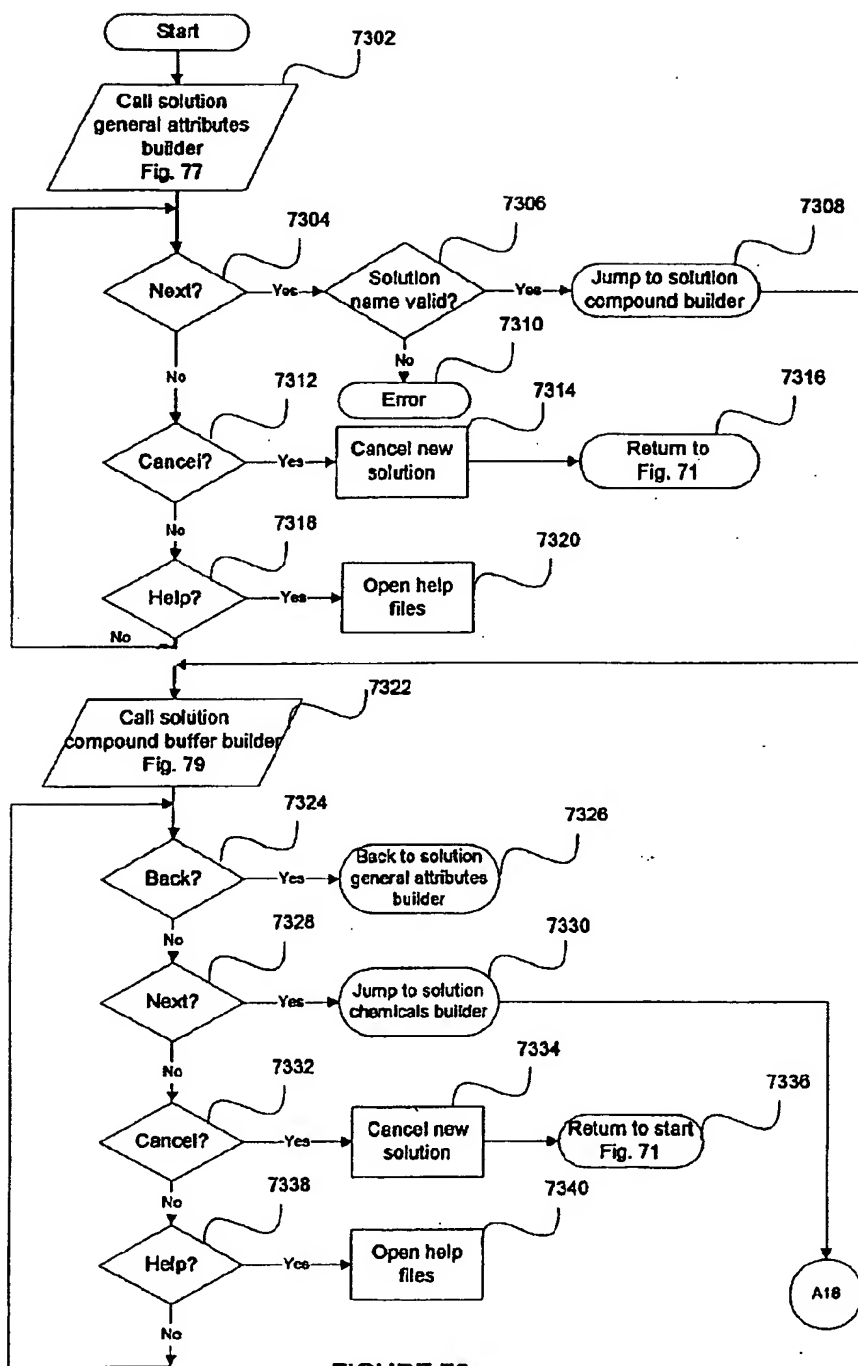 Start
7302
Call solution
general attributes
builder
Fig. 77
7304
7306
7308
Next?
Yes
Solution
name valid?
Yes
Jump to solution
compound builder
No
7310
Error
No
7312
7314
7316
Cancel?
Yes
Cancel new
solution
Return to
Fig. 71
No
7318
7320
Help?
Yes
Open help
files
No
7322
Call solution
compound buffer builder
Fig. 79
7324
7326
Back?
Yes
Back to solution
general attributes
builder
No
7328
7330
Next?
Yes
Jump to solution
chemicals builder
No
7332
7334
7336
Cancel?
Yes
Cancel new
solution
Return to start
Fig. 71
No
7338
7340
Help?
Yes
Open help
files
A18
No